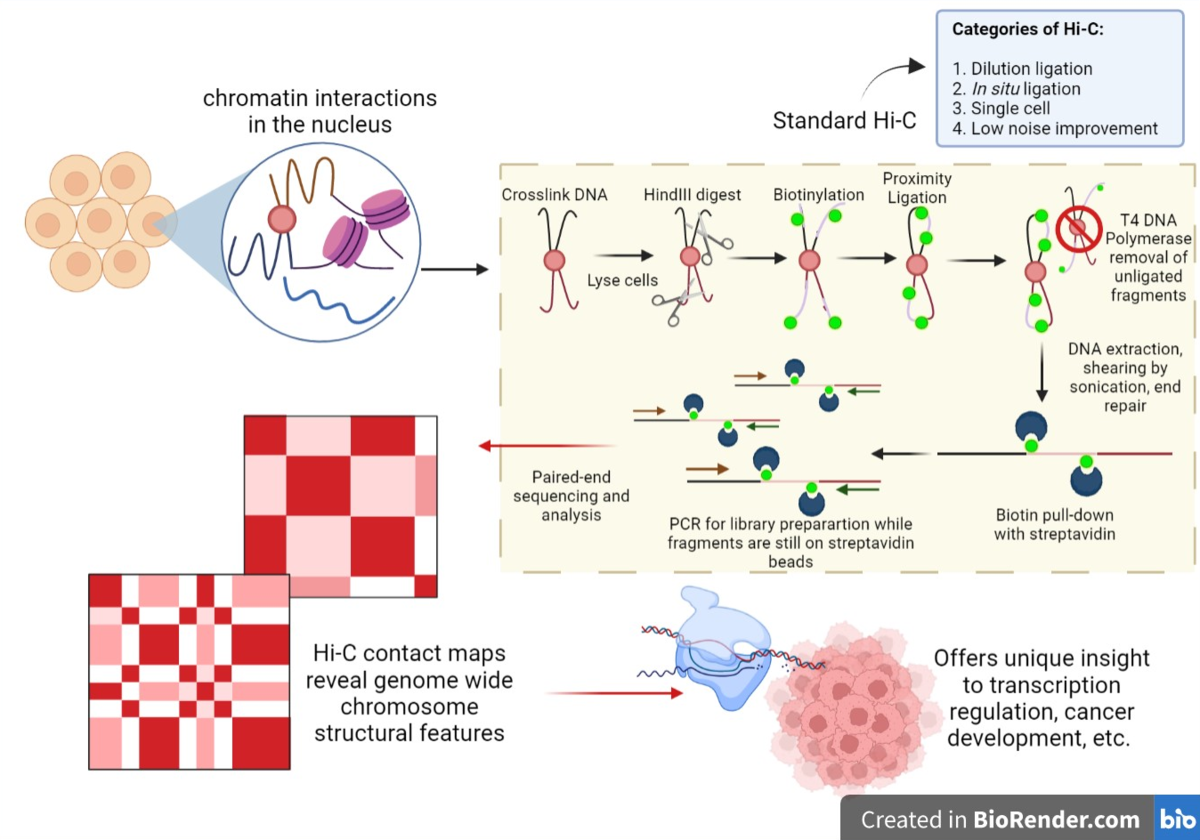 Categories of Hi-C:
1. Dilution ligation
2. In situ ligation
3. Single cell
4. Low noise improvement
Standard Hi-C
chromatin interactions
in the nucleus
Crosslink DNA
Lyse cells
HindIII digest
Biotinylation
Proximity
Ligation
T4 DNA
Polymerase
removal of
unligated
fragments
DNA extraction,
shearing by
sonication, end
repair
Biotin pull-down
with streptavidin
PCR for library preparartion while
fragments are still on streptavidin
beads
Paired-end
sequencing and
analysis
Hi-C contact maps
reveal genome wide
chromosome
structural features
Offers unique insight
to transcription
regulation, cancer
development, etc.
Created in BioRender.com bio